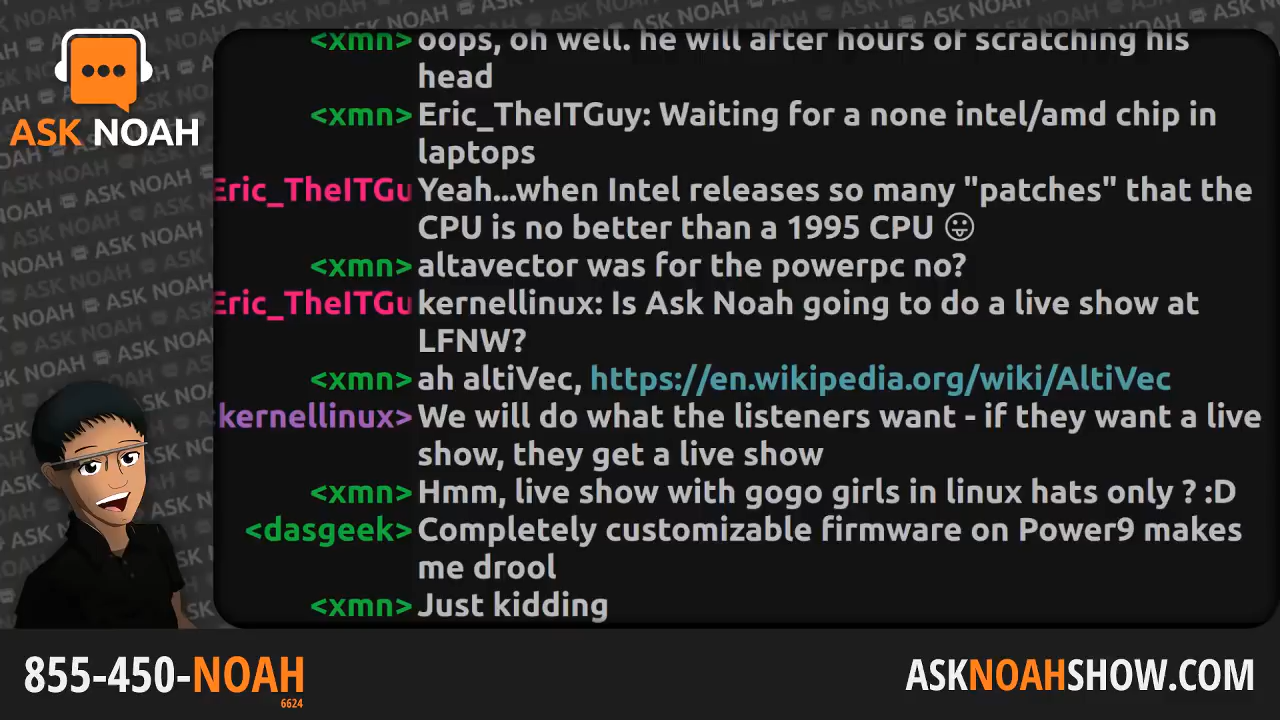 ASK NOAH
<xmn> oops, oh well. he will after hours of scratching his
head
<xmn> Eric_TheITGuy: Waiting for a none intel/amd chip in
laptops
Eric_TheITGu Yeah...when Intel releases so many "patches" that the
CPU is no better than a 1995 CPU 😛
<xmn> altavector was for the powerpc no?
Eric_TheITGu kernellinux: Is Ask Noah going to do a live show at
LFNW?
<xmn> ah altiVec, https://en.wikipedia.org/wiki/AltiVec
kernellinux> We will do what the listeners want - if they want a live
show, they get a live show
<xmn> Hmm, live show with gogo girls in linux hats only ? :D
<dasgeek> Completely customizable firmware on Power9 makes
me drool
<xmn> Just kidding
855-450-NOAH
6624
ASKNOAHSHOW.COM